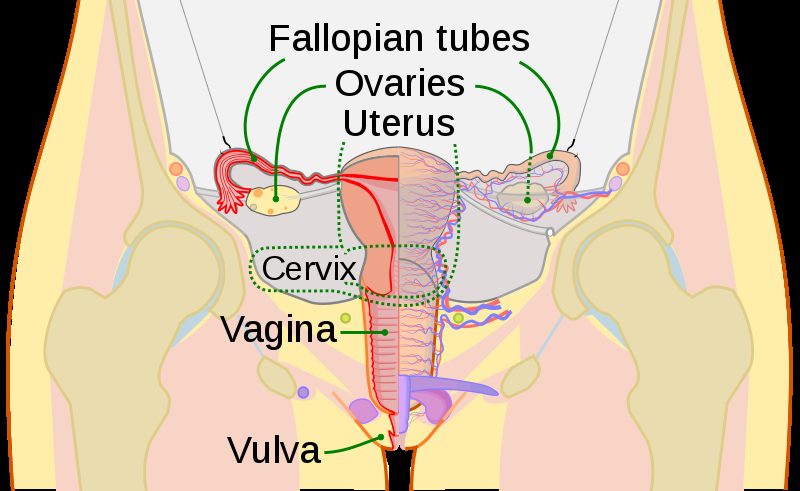 Fallopian tubes
Ovaries
Uterus
Cervix
Vagina
Vulva